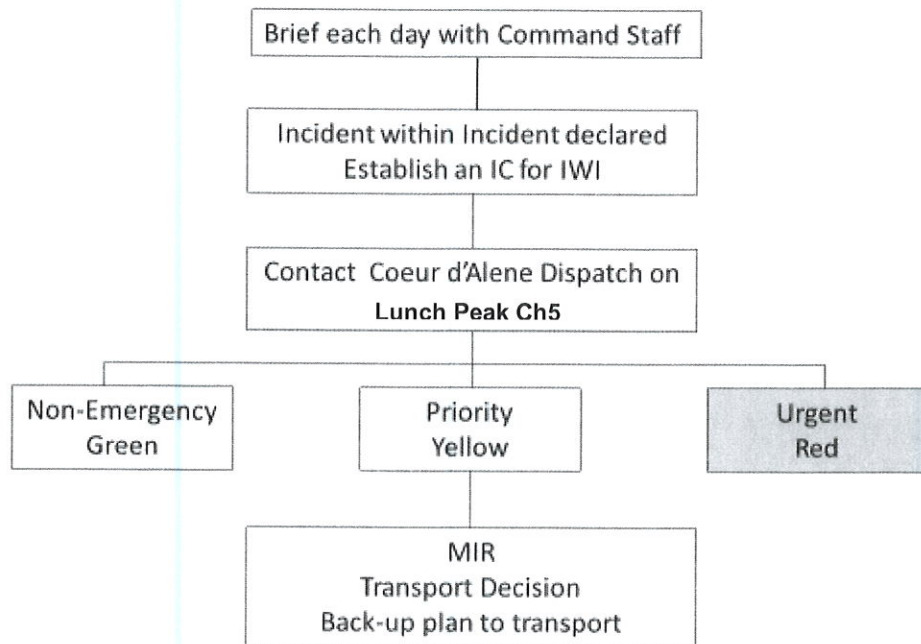 Brief each day with Command Staff
Incident within Incident declared
Establish an IC for IWI
Contact Coeur d'Alene Dispatch on
Lunch Peak Ch5
Non-Emergency
Green
Priority
Yellow
Urgent
Red
MIR
Transport Decision
Back-up plan to transport